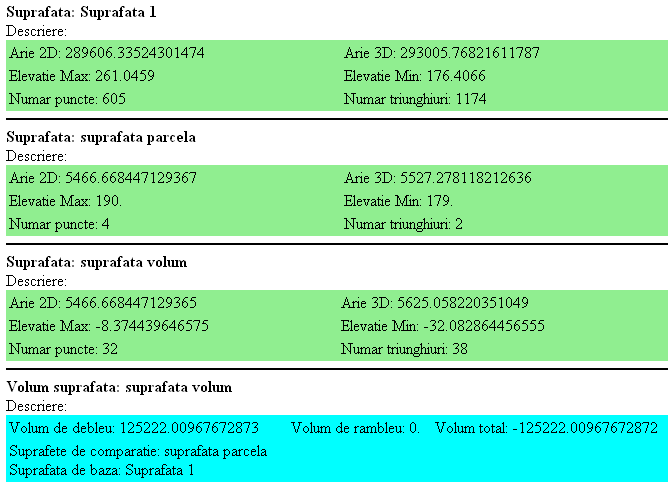 Suprafata: Suprafata 1
Descriere:
Arie 2D: 289606.33524301474 Arie 3D: 293005.76821611787
Elevatie Max: 261.0459 Elevatie Min: 176.4066
Numar puncte: 605 Numar triunghiuri: 1174
Suprafata: suprafata parcela
Descriere:
Arie 2D: 5466.668447129367 Arie 3D: 5527.278118212636
Elevatie Max: 190. Elevatie Min: 179.
Numar puncte: 4 Numar triunghiuri: 2
Suprafata: suprafata volum
Descriere:
Arie 2D: 5466.668447129365 Arie 3D: 5625.058220351049
Elevatie Max: -8.374439646575 Elevatie Min: -32.082864456555
Numar puncte: 32 Numar triunghiuri: 38
Volum suprafata: suprafata volum
Descriere:
Volum de debleu: 125222.00967672873 Volum de rambleu: 0. Volum total: -125222.00967672872
Suprafete de comparatie: suprafata parcela
Suprafata de baza: Suprafata 1